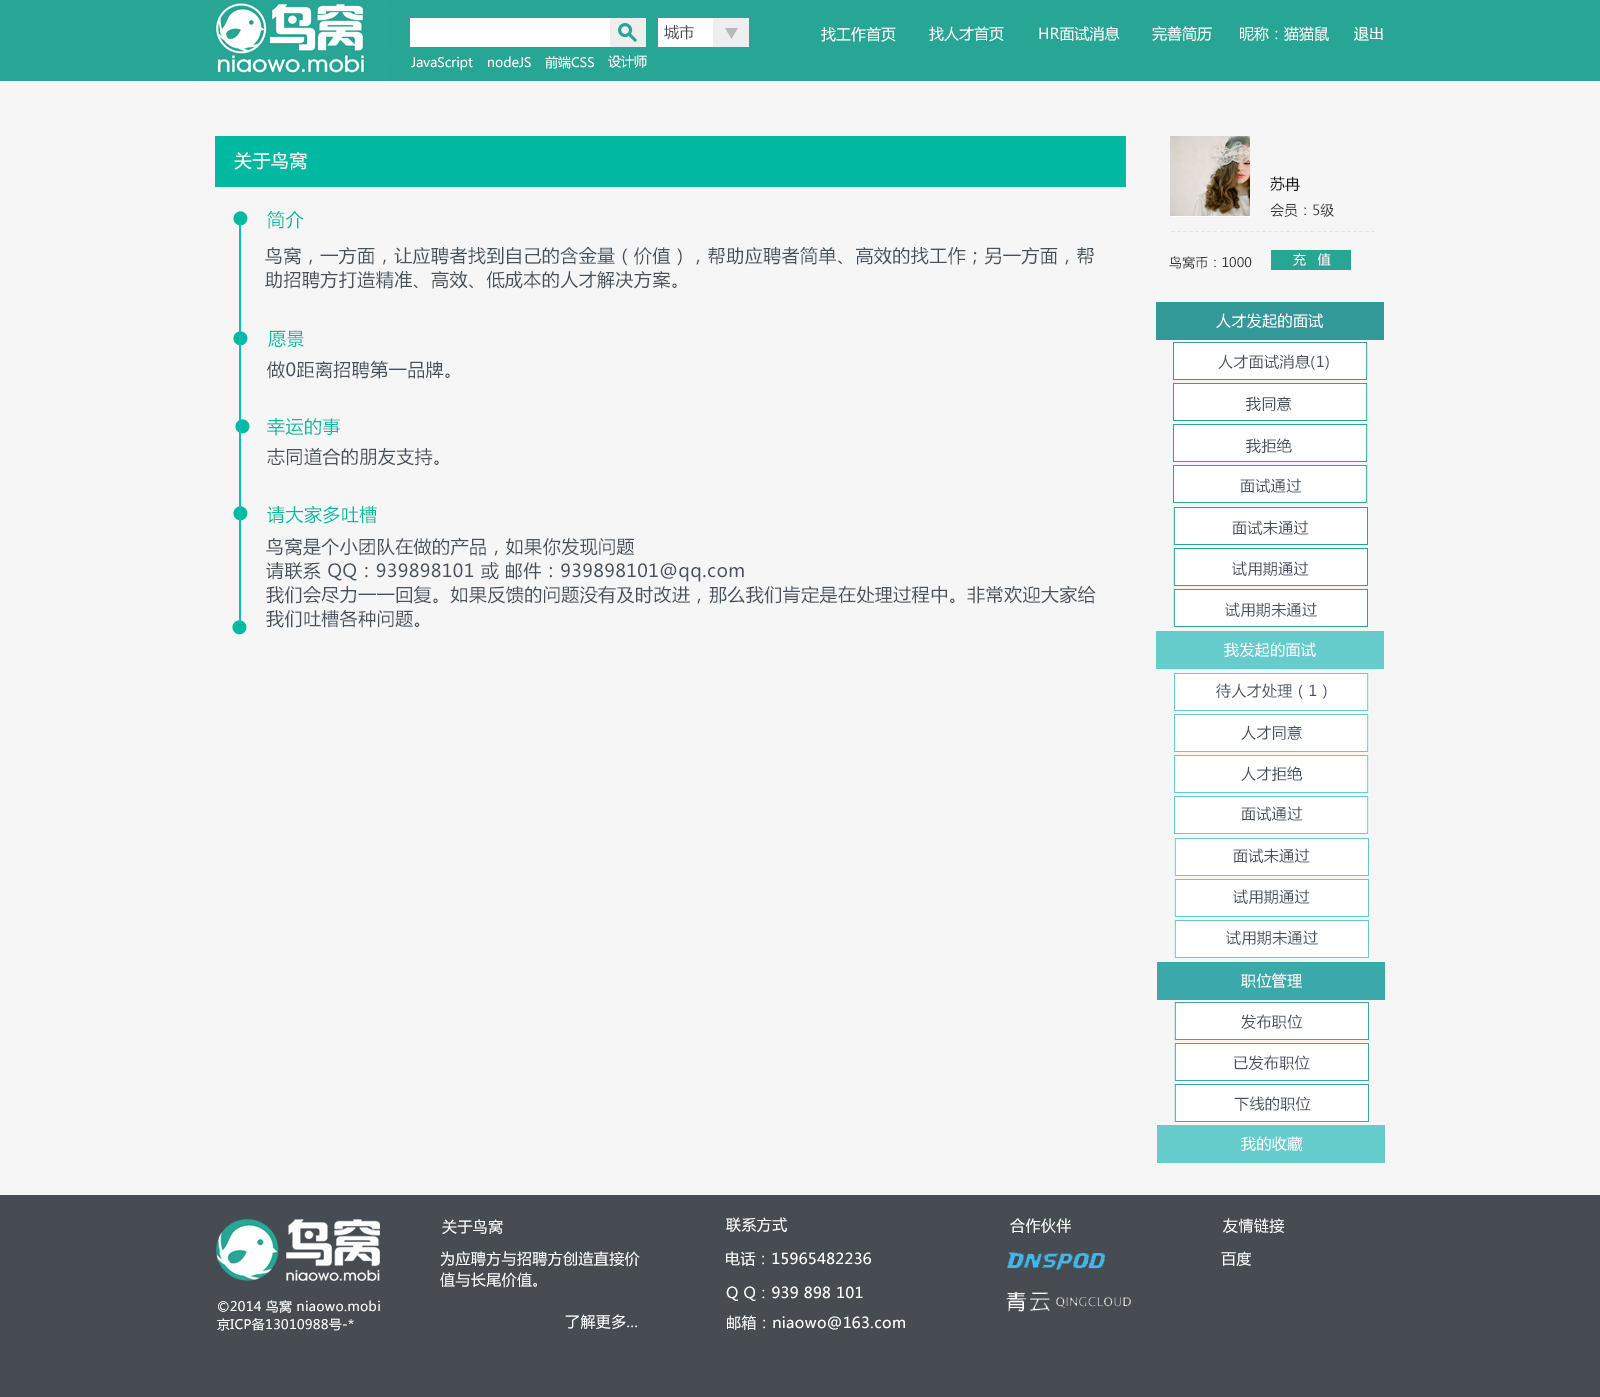 鸟窝
niaowo.mobi
城市
JavaScript nodeJS 前端CSS 设计师
找工作首页 找人才首页 HR面试消息 完善简历 昵称：猫猫鼠 退出
关于鸟窝
简介
鸟窝，一方面，让应聘者找到自己的含金量（价值），帮助应聘者简单、高效的找工作；另一方面，帮
助招聘方打造精准、高效、低成本的人才解决方案。
愿景
做0距离招聘第一品牌。
幸运的事
志同道合的朋友支持。
请大家多吐槽
鸟窝是个小团队在做的产品，如果你发现问题
请联系 QQ：939898101 或 邮件：939898101@qq.com
我们会尽力一一回复。如果反馈的问题没有及时改进，那么我们肯定是在处理过程中。非常欢迎大家给
我们吐槽各种问题。
苏冉
会员：5级
鸟窝币：1000 充 值
人才发起的面试
人才面试消息(1)
我同意
我拒绝
面试通过
面试未通过
试用期通过
试用期未通过
我发起的面试
待人才处理（1）
人才同意
人才拒绝
面试通过
面试未通过
试用期通过
试用期未通过
职位管理
发布职位
已发布职位
下线的职位
我的收藏
鸟窝
niaowo.mobi
©2014 鸟窝 niaowo.mobi
京ICP备13010988号-*
关于鸟窝
为应聘方与招聘方创造直接价
值与长尾价值。
了解更多...
联系方式
电话：15965482236
Q Q：939 898 101
邮箱：niaowo@163.com
合作伙伴
DNSPOD
青云 QINGCLOUD
友情链接
百度